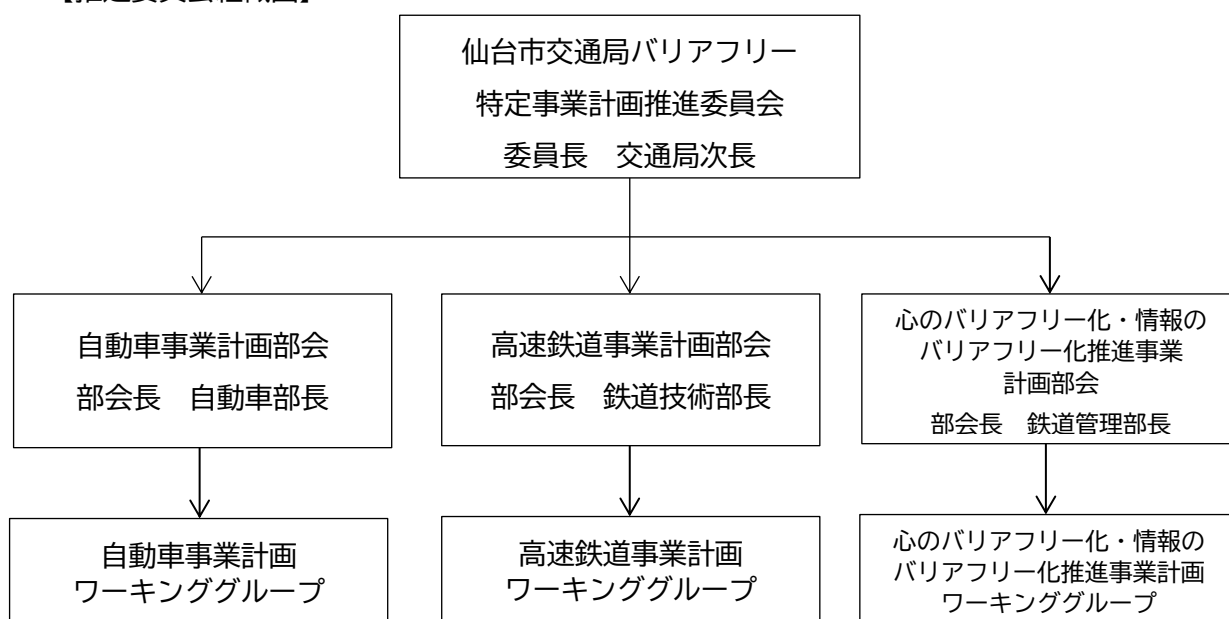 【推進委員会組織図】
仙台市交通局バリアフリー
特定事業計画推進委員会
委員長　交通局次長
自動車事業計画部会
部会長　自動車部長
高速鉄道事業計画部会
部会長　鉄道技術部長
心のバリアフリー化・情報の
バリアフリー化推進事業
計画部会
部会長　鉄道管理部長
自動車事業計画
ワーキンググループ
高速鉄道事業計画
ワーキンググループ
心のバリアフリー化・情報の
バリアフリー化推進事業計画
ワーキンググループ